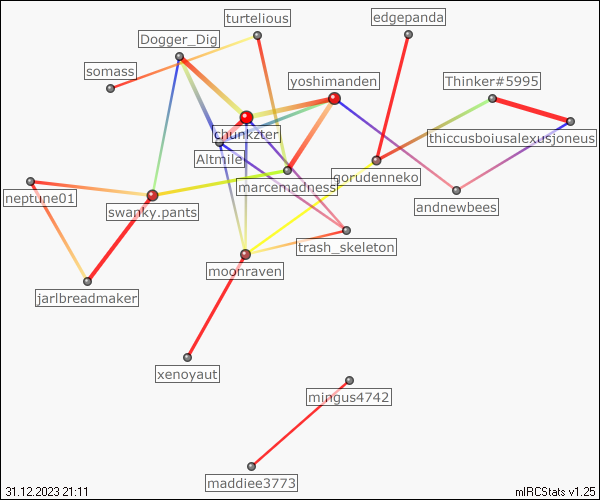 turtelious
edgepanda
Dogger_Dig
somass
yoshimanden
Thinker#5995
chunkzter
thiccusboiusalexusjoneus
Altmile
gorudenneko
marcemadness
neptune01
andnewbees
swanky.pants
trash_skeleton
moonraven
jarlbreadmaker
xenoyaut
mingus4742
maddiee3773
31.12.2023 21:11
mIRCStats v1.25